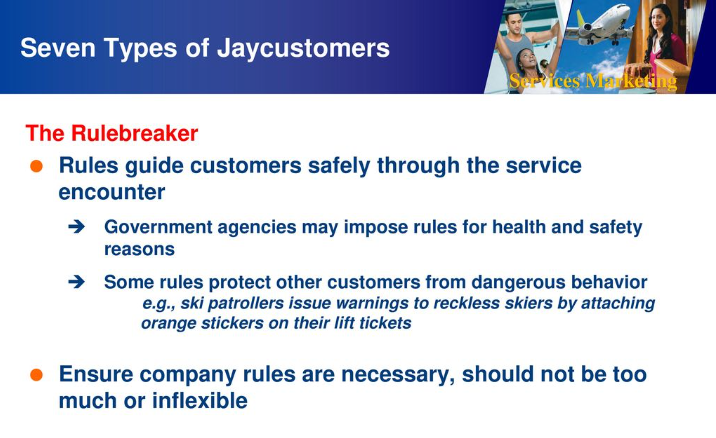 Seven Types of Jaycustomers
Services Marketing
The Rulebreaker
● Rules guide customers safely through the service
encounter
➔ Government agencies may impose rules for health and safety
reasons
➔ Some rules protect other customers from dangerous behavior
e.g., ski patrollers issue warnings to reckless skiers by attaching
orange stickers on their lift tickets
● Ensure company rules are necessary, should not be too
much or inflexible